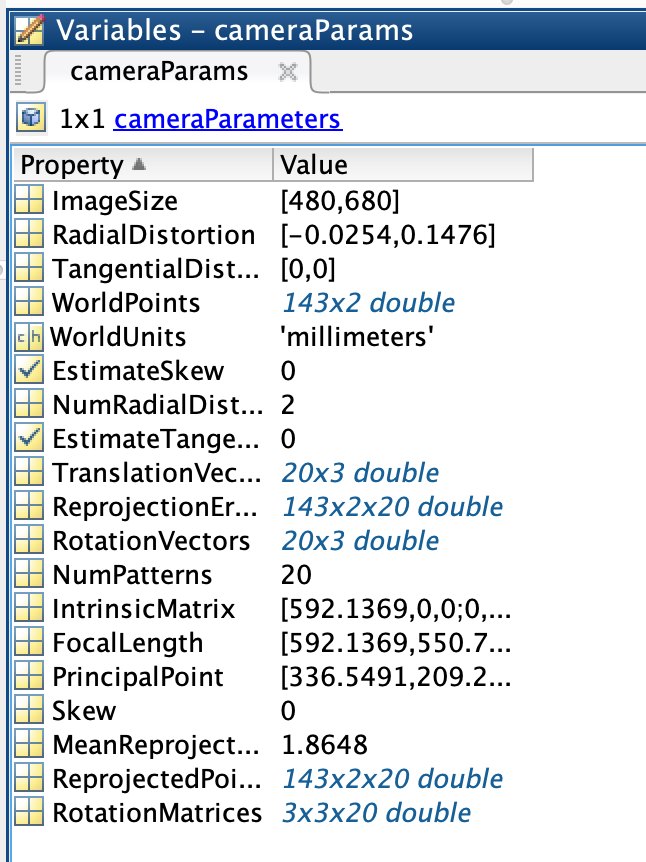 Variables - cameraParams
cameraParams
1x1 cameraParameters
Property Value
ImageSize [480,680]
RadialDistortion [-0.0254,0.1476]
TangentialDist... [0,0]
WorldPoints 143x2 double
ch WorldUnits 'millimeters'
EstimateSkew 0
NumRadialDist... 2
EstimateTange... 0
TranslationVec... 20x3 double
ReprojectionEr... 143x2x20 double
RotationVectors 20x3 double
NumPatterns 20
IntrinsicMatrix [592.1369,0,0;0,...
FocalLength [592.1369,550.7...
PrincipalPoint [336.5491,209.2...
Skew 0
MeanReproject... 1.8648
ReprojectedPoi... 143x2x20 double
RotationMatrices 3x3x20 double